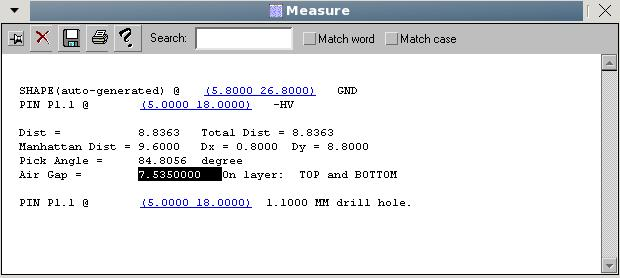 Measure
Search: Match word Match case
SHAPE(auto-generated) @ (5.8000 26.8000) GND
PIN P1.1 @ (5.0000 18.0000) -HV
Dist = 8.8363 Total Dist = 8.8363
Manhattan Dist = 9.6000 Dx = 0.8000 Dy = 8.8000
Pick Angle = 84.8056 degree
Air Gap = 7.5350000 On layer: TOP and BOTTOM
PIN P1.1 @ (5.0000 18.0000) 1.1000 MM drill hole.